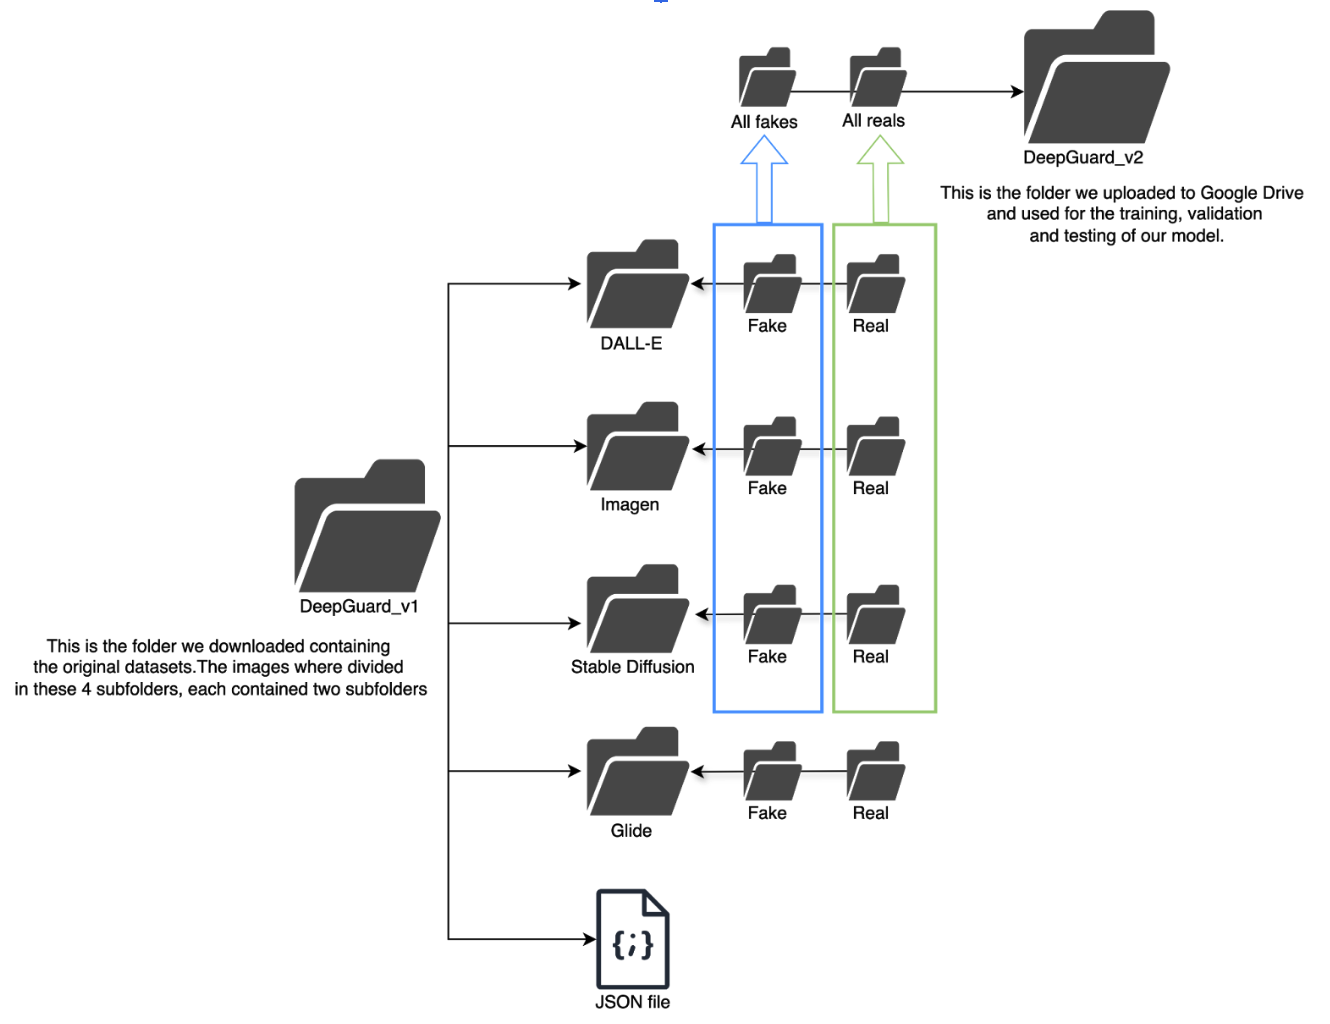 All fakes
All reals
DeepGuard_v2
This is the folder we uploaded to Google Drive
and used for the training, validation
and testing of our model.
DALL-E
Fake
Real
Imagen
Fake
Real
DeepGuard_v1
This is the folder we downloaded containing
the original datasets.The images where divided
in these 4 subfolders, each contained two subfolders
Stable Diffusion
Fake
Real
Glide
Fake
Real
{;}
JSON file